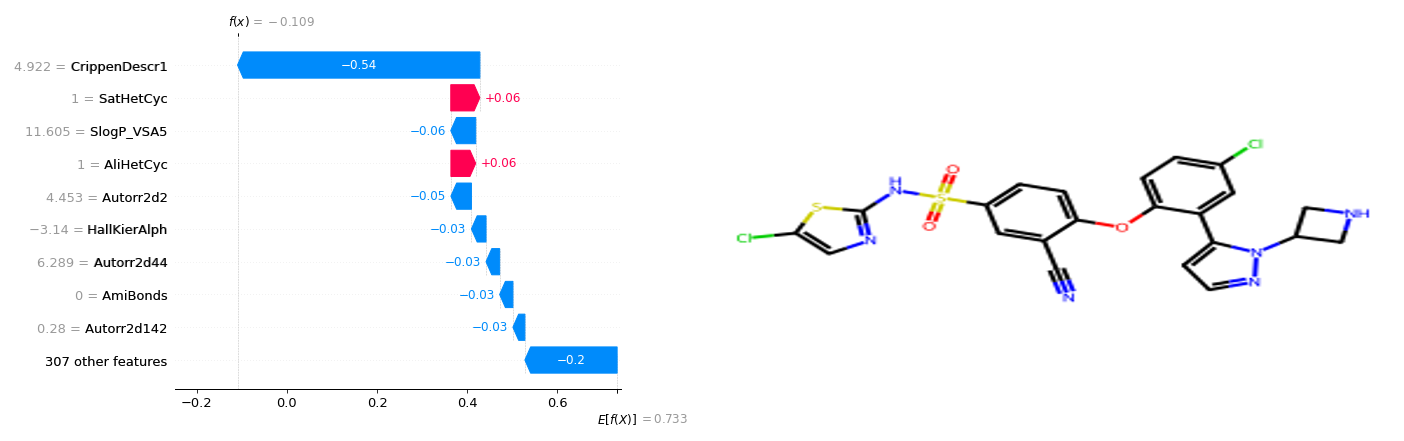 f(x) = −0.109
4.922 = CrippenDescr1
−0.54
1 = SatHetCyc
+0.06
11.605 = SlogP_VSA5
−0.06
1 = AliHetCyc
+0.06
4.453 = Autorr2d2
−0.05
−3.14 = HallKierAlph
−0.03
6.289 = Autorr2d44
−0.03
0 = AmiBonds
−0.03
0.28 = Autorr2d142
−0.03
307 other features
−0.2
−0.2 0.0 0.2 0.4 0.6
E[f(X)] = 0.733
Cl
S
N
H
N
S
O
O
N
O
Cl
N
N
NH